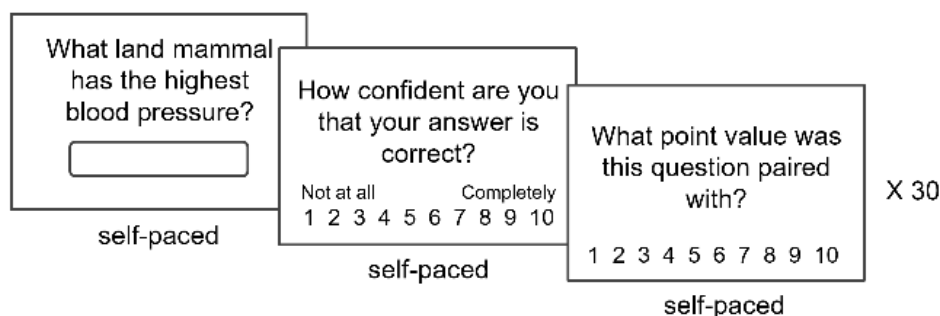 What land mammal
has the highest
blood pressure?
self-paced
How confident are you
that your answer is
correct?
Not at all Completely
1 2 3 4 5 6 7 8 9 10
self-paced
What point value was
this question paired
with?
1 2 3 4 5 6 7 8 9 10
self-paced
X 30